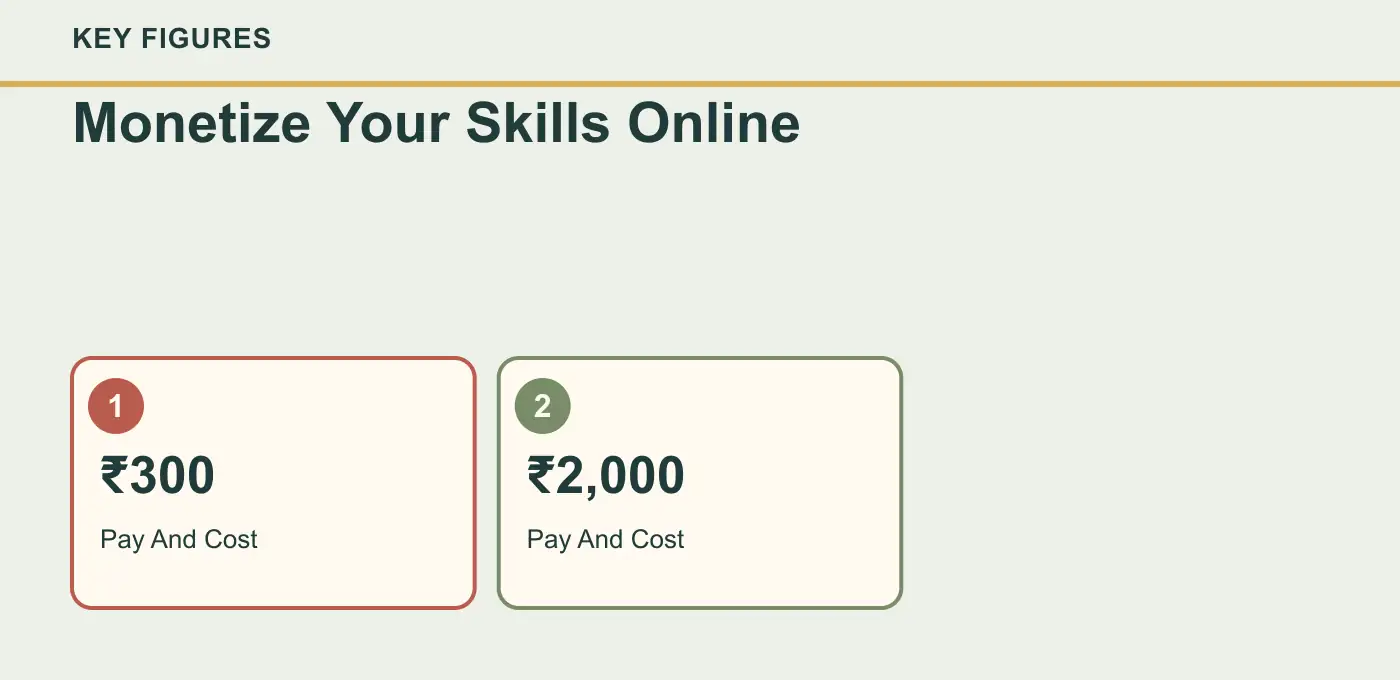 KEY FIGURES
Monetize Your Skills Online
1
₹300
Pay And Cost
2
₹2,000
Pay And Cost